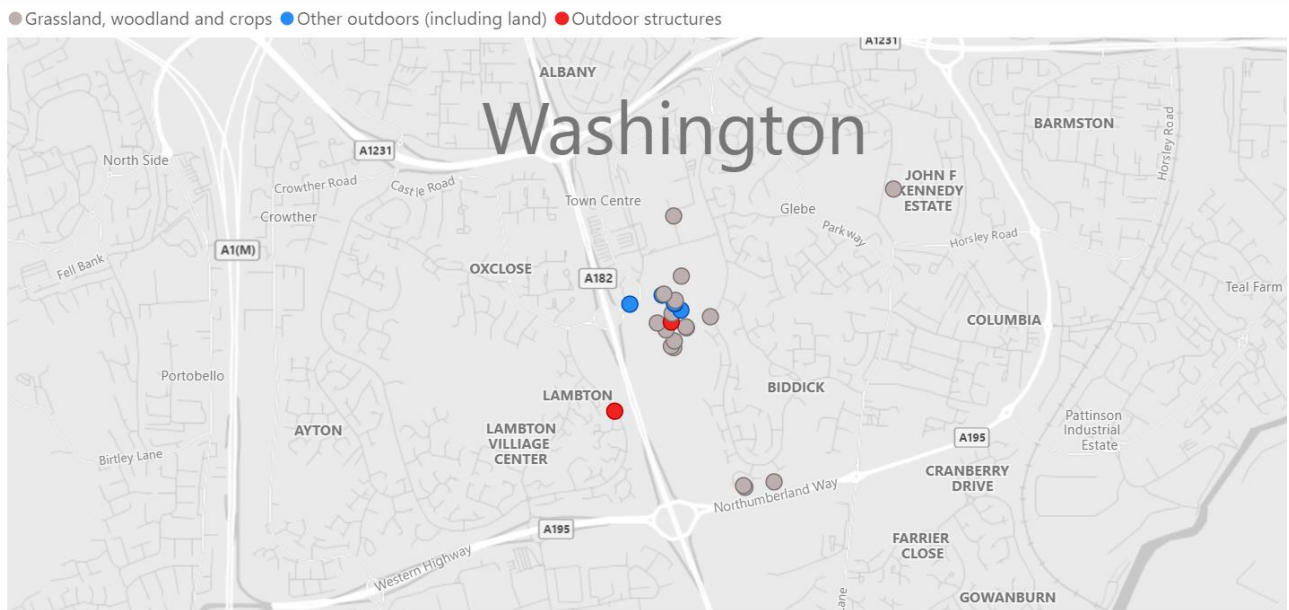 Grassland, woodland and crops Other outdoors (including land) Outdoor structures
A1231
ALBANY
Washington
BARMSTON
Horsley Road
North Side
A1231
Crowther Road
Castle Road
JOHN F
KENNEDY
ESTATE
Town Centre
Glebe
Crowther
Parkway
Horsley Road
A1(M)
Fell Bank
OXCLOSE
A182
Teal Farm
COLUMBIA
Portobello
BIDDICK
LAMBTON
Pattinson
Industrial
Estate
AYTON
LAMBTON
VILLIAGE
CENTER
A195
Birtley Lane
CRANBERRY
DRIVE
Northumberland Way
A195
FARRIER
CLOSE
Western Highway
Lane
GOWANBURN